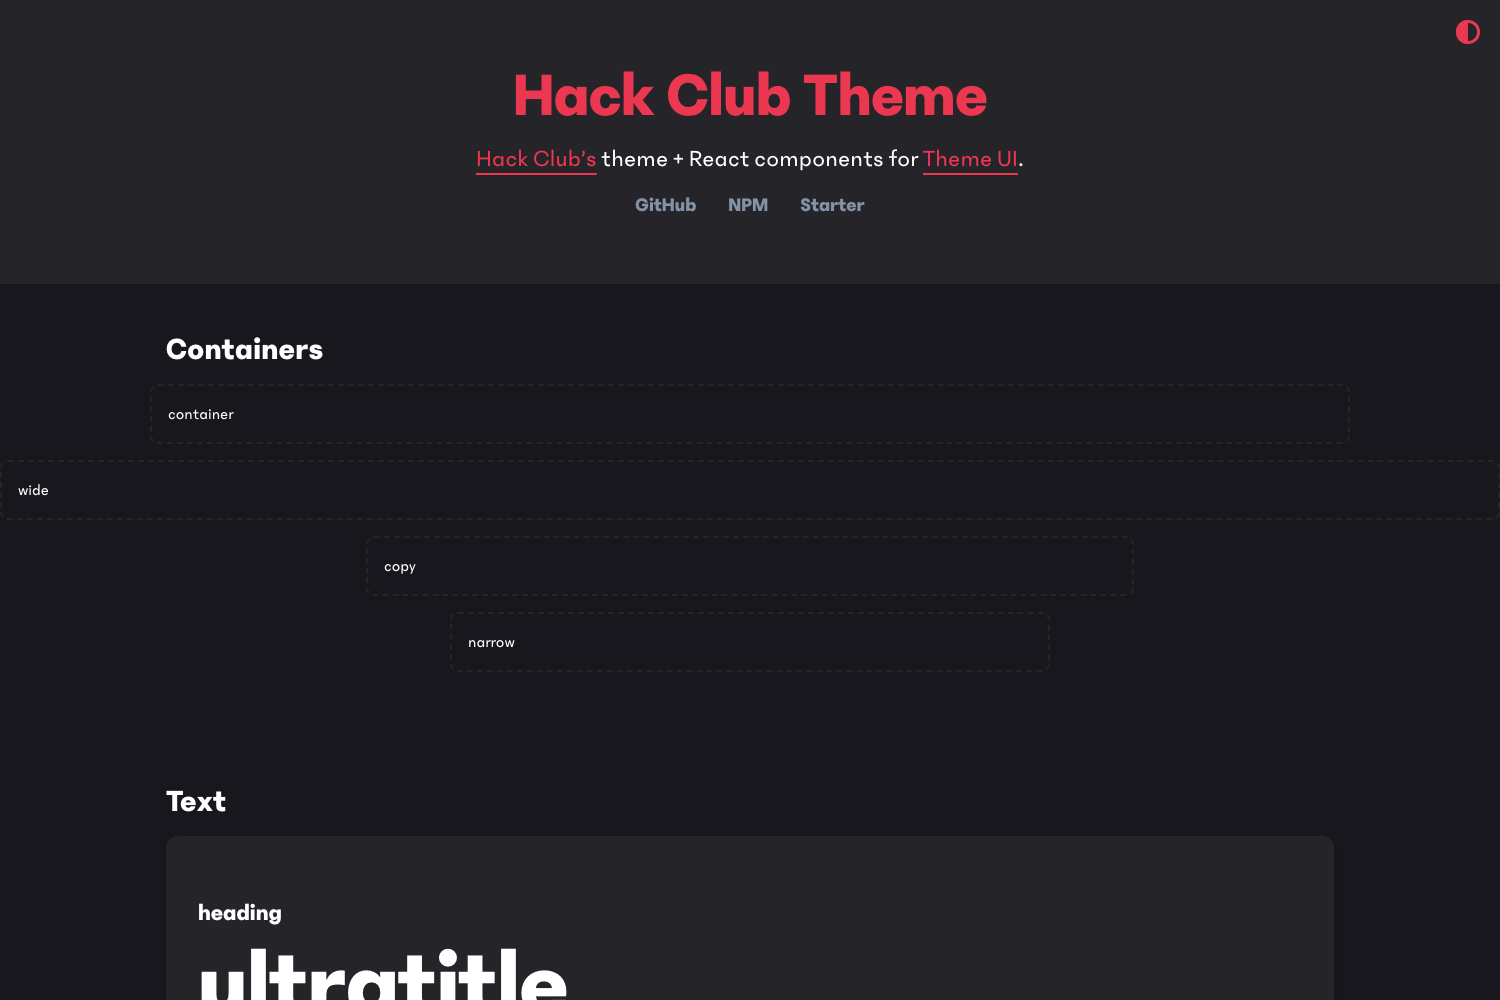 Hack Club Theme
Hack Club’s theme + React components for Theme UI.
GitHub NPM Starter
Containers
container
wide
copy
narrow
Text
heading
ultratitle